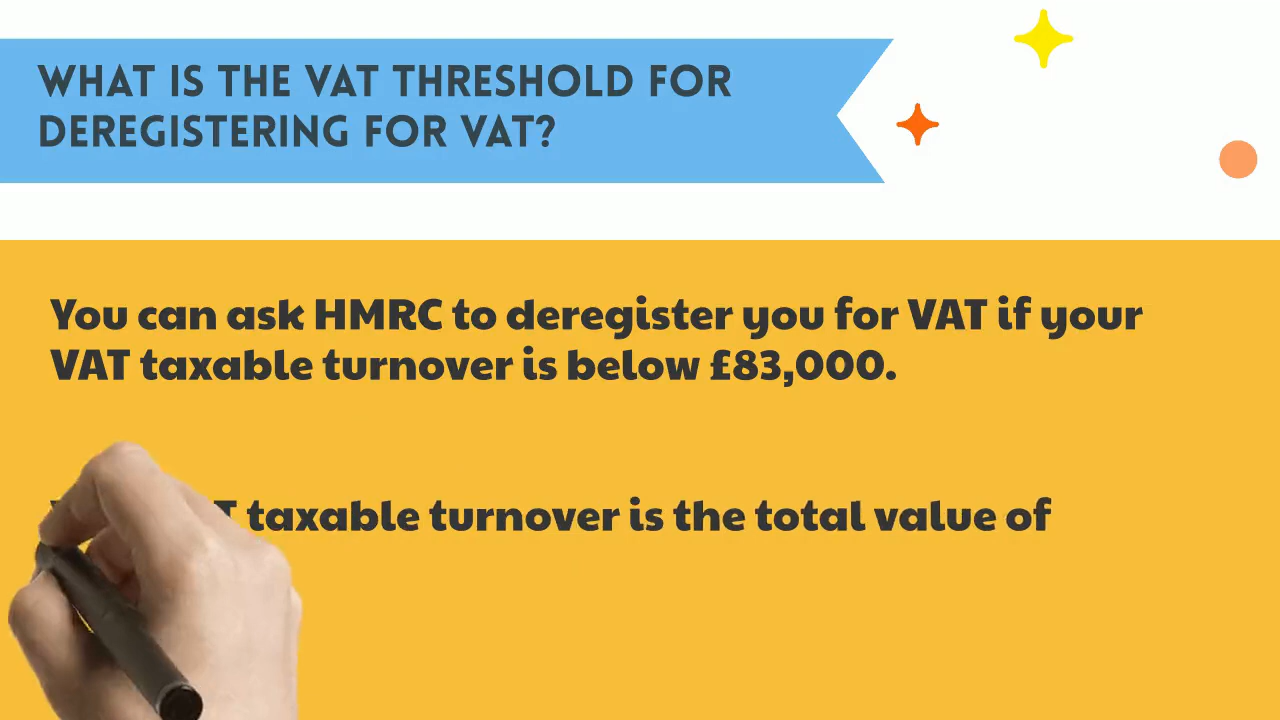 WHAT IS THE VAT THRESHOLD FOR
DEREGISTERING FOR VAT?
You can ask HMRC to deregister you for VAT if your
VAT taxable turnover is below £83,000.
taxable turnover is the total value of